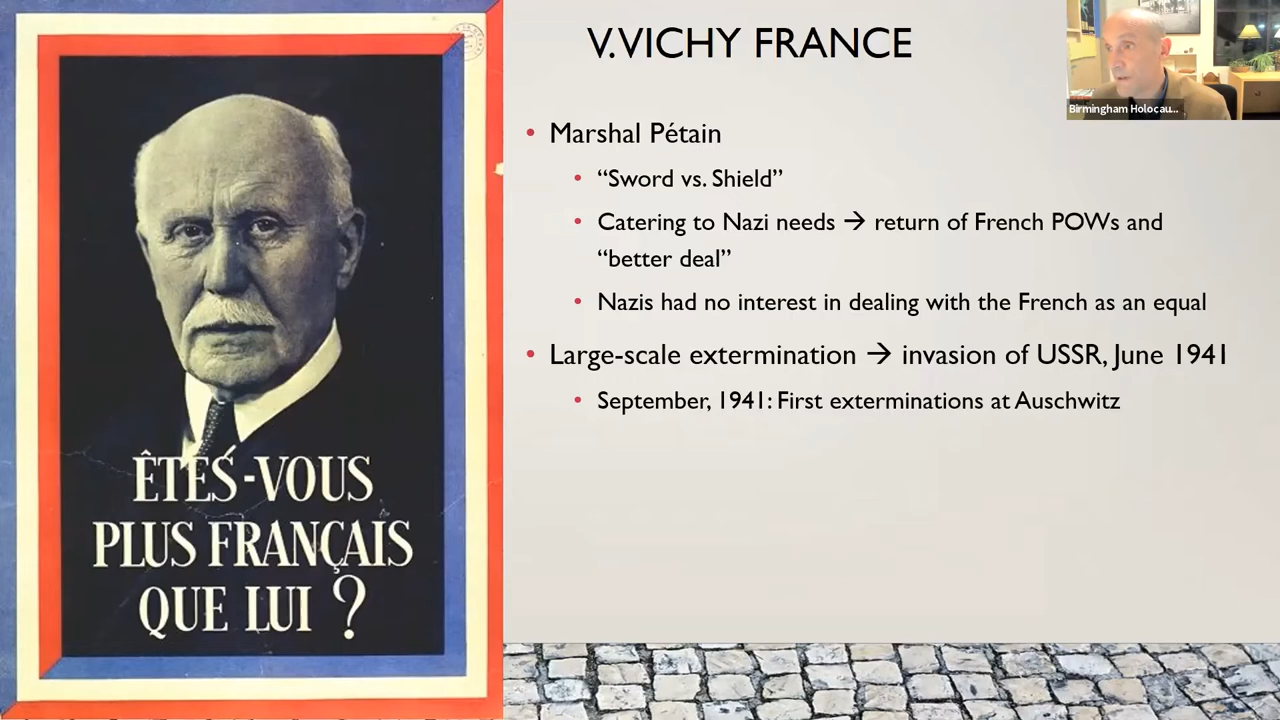 V. VICHY FRANCE
Birmingham Holocau...
• Marshal Pétain
• “Sword vs. Shield”
• Catering to Nazi needs → return of French POWs and
“better deal”
• Nazis had no interest in dealing with the French as an equal
• Large-scale extermination → invasion of USSR, June 1941
• September, 1941: First exterminations at Auschwitz
ÊTES-VOUS
PLUS FRANÇAIS
QUE LUI ?